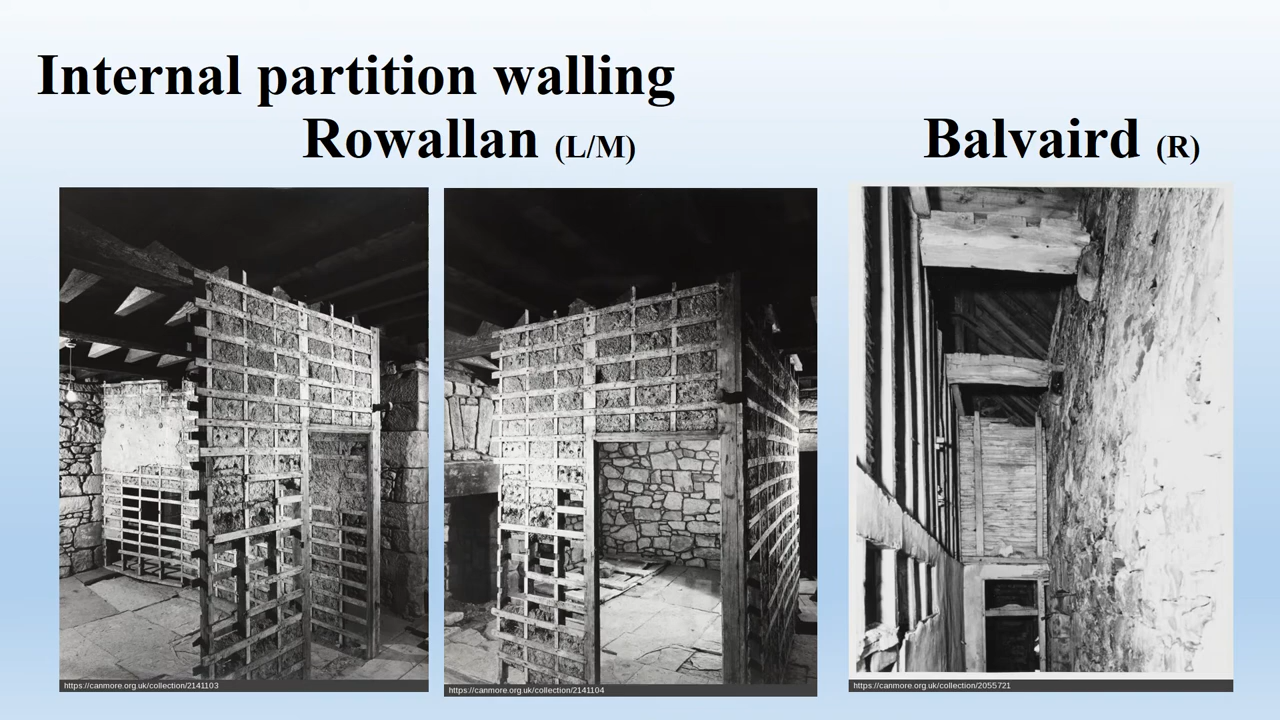 Internal partition walling
Rowallan (L/M)
Balvaird (R)
https://canmore.org.uk/collection/2141103
https://canmore.org.uk/collection/2141104
https://canmore.org.uk/collection/2055721